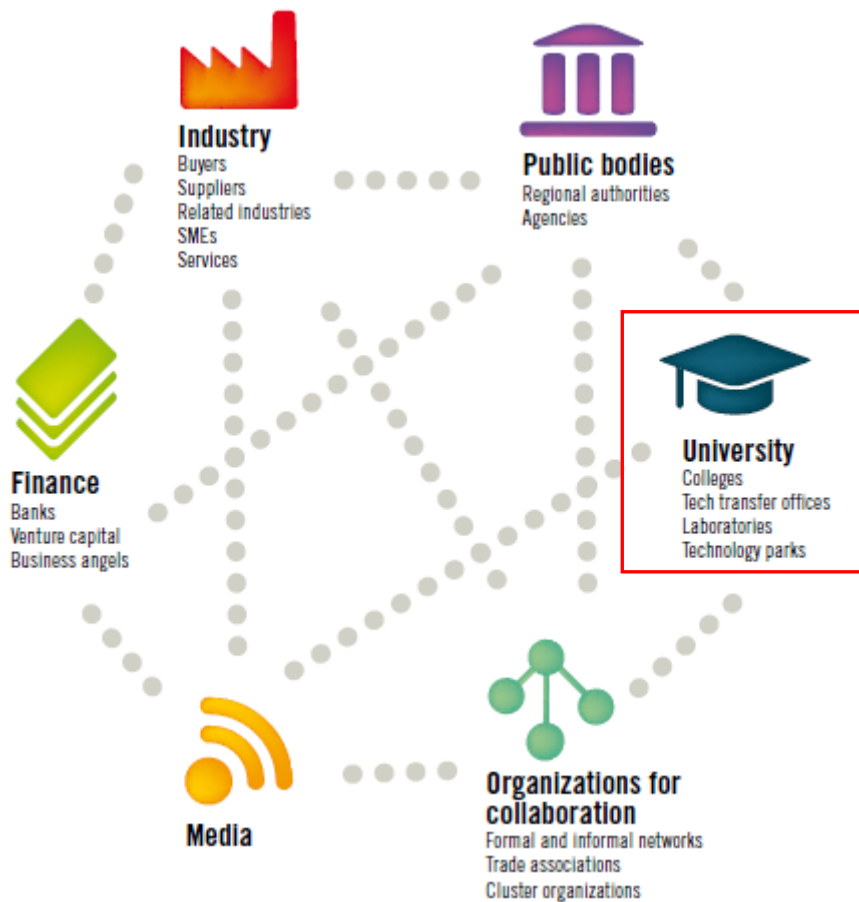 Industry
Buyers
Suppliers
Related industries
SMEs
Services
Public bodies
Regional authorities
Agencies
Finance
Banks
Venture capital
Business angels
University
Colleges
Tech transfer offices
Laboratories
Technology parks
Media
Organizations for
collaboration
Formal and informal networks
Trade associations
Cluster organizations